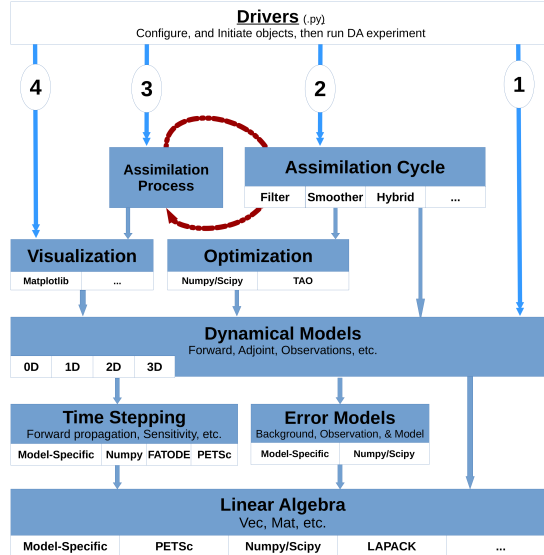 Drivers (.py)
Configure, and Initiate objects, then run DA experiment
4
3
2
1
Assimilation
Process
Assimilation Cycle
Filter Smoother Hybrid ...
Visualization
Matplotlib ...
Optimization
Numpy/Scipy TAO
Dynamical Models
Forward, Adjoint, Observations, etc.
0D 1D 2D 3D
Time Stepping
Forward propagation, Sensitivity, etc.
Model-Specific Numpy FATODE PETSc
Error Models
Background, Observation, & Model
Model-Specific Numpy/Scipy
Linear Algebra
Vec, Mat, etc.
Model-Specific PETSc Numpy/Scipy LAPACK ...